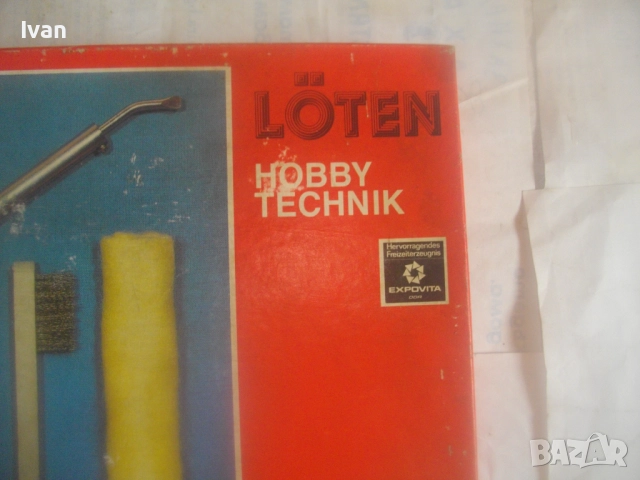 Ivan
LÖTEN
HOBBY
TECHNIK
Hervorragendes
Freizeiterzeugnis
EXPOVITA
BAZAR